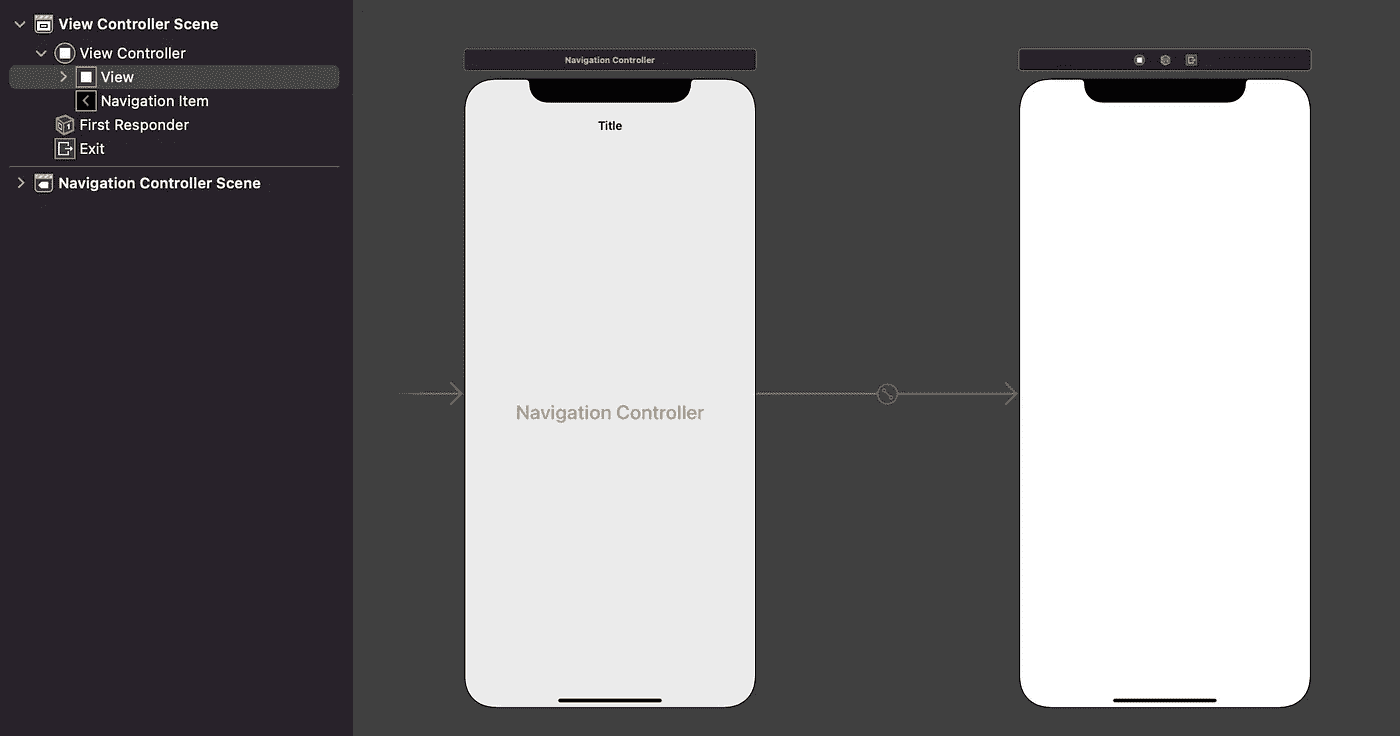 View Controller Scene
View Controller
View
Navigation Item
First Responder
Exit
Navigation Controller Scene
Navigation Controller
Title
Navigation Controller